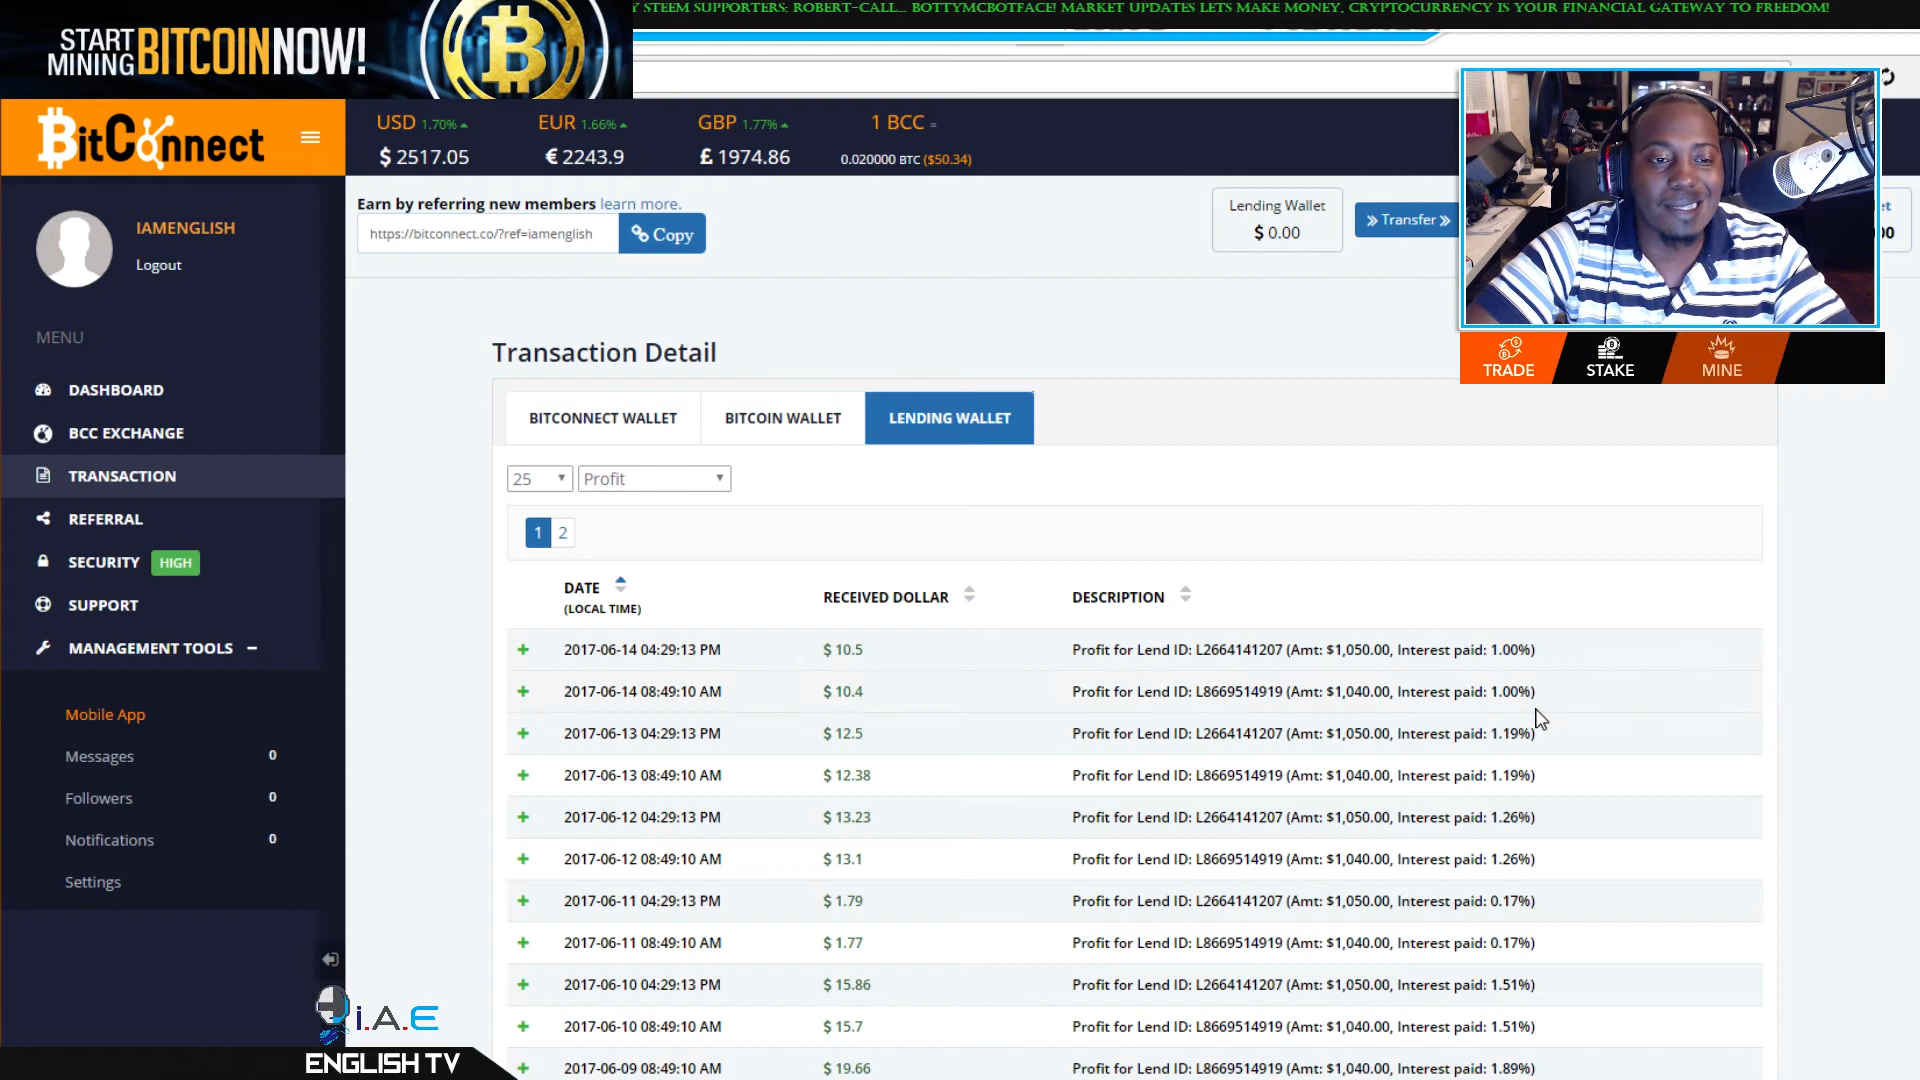 Y STEEM SUPPORTERS: ROBERT-CALL... BOTTYMCBOTFACE! MARKET UPDATES LETS MAKE MONEY, CRYPTOCURRENCY IS YOUR FINANCIAL GATEWAY TO FREEDOM!
START MINING BITCOIN NOW!
BitConnect
USD 1.70%
$ 2517.05
EUR 1.66%
€ 2243.9
GBP 1.77%
£ 1974.86
1 BCC =
0.020000 BTC ($50.34)
IAMENGLISH
Logout
Earn by referring new members learn more.
https://bitconnect.co/?ref=iamenglish
Copy
Lending Wallet
$ 0.00
Transfer
TRADE
STAKE
MINE
MENU
DASHBOARD
BCC EXCHANGE
TRANSACTION
REFERRAL
SECURITY HIGH
SUPPORT
MANAGEMENT TOOLS
Mobile App
Messages 0
Followers 0
Notifications 0
Settings
Transaction Detail
BITCONNECT WALLET BITCOIN WALLET LENDING WALLET
25 Profit
1 2
DATE (LOCAL TIME) RECEIVED DOLLAR DESCRIPTION
2017-06-14 04:29:13 PM $ 10.5 Profit for Lend ID: L2664141207 (Amt: $1,050.00, Interest paid: 1.00%)
2017-06-14 08:49:10 AM $ 10.4 Profit for Lend ID: L8669514919 (Amt: $1,040.00, Interest paid: 1.00%)
2017-06-13 04:29:13 PM $ 12.5 Profit for Lend ID: L2664141207 (Amt: $1,050.00, Interest paid: 1.19%)
2017-06-13 08:49:10 AM $ 12.38 Profit for Lend ID: L8669514919 (Amt: $1,040.00, Interest paid: 1.19%)
2017-06-12 04:29:13 PM $ 13.23 Profit for Lend ID: L2664141207 (Amt: $1,050.00, Interest paid: 1.26%)
2017-06-12 08:49:10 AM $ 13.1 Profit for Lend ID: L8669514919 (Amt: $1,040.00, Interest paid: 1.26%)
2017-06-11 04:29:13 PM $ 1.79 Profit for Lend ID: L2664141207 (Amt: $1,050.00, Interest paid: 0.17%)
2017-06-11 08:49:10 AM $ 1.77 Profit for Lend ID: L8669514919 (Amt: $1,040.00, Interest paid: 0.17%)
2017-06-10 04:29:13 PM $ 15.86 Profit for Lend ID: L2664141207 (Amt: $1,050.00, Interest paid: 1.51%)
2017-06-10 08:49:10 AM $ 15.7 Profit for Lend ID: L8669514919 (Amt: $1,040.00, Interest paid: 1.51%)
2017-06-09 08:49:10 AM $ 19.66 Profit for Lend ID: L8669514919 (Amt: $1,040.00, Interest paid: 1.89%)
i.A.E
ENGLISH TV